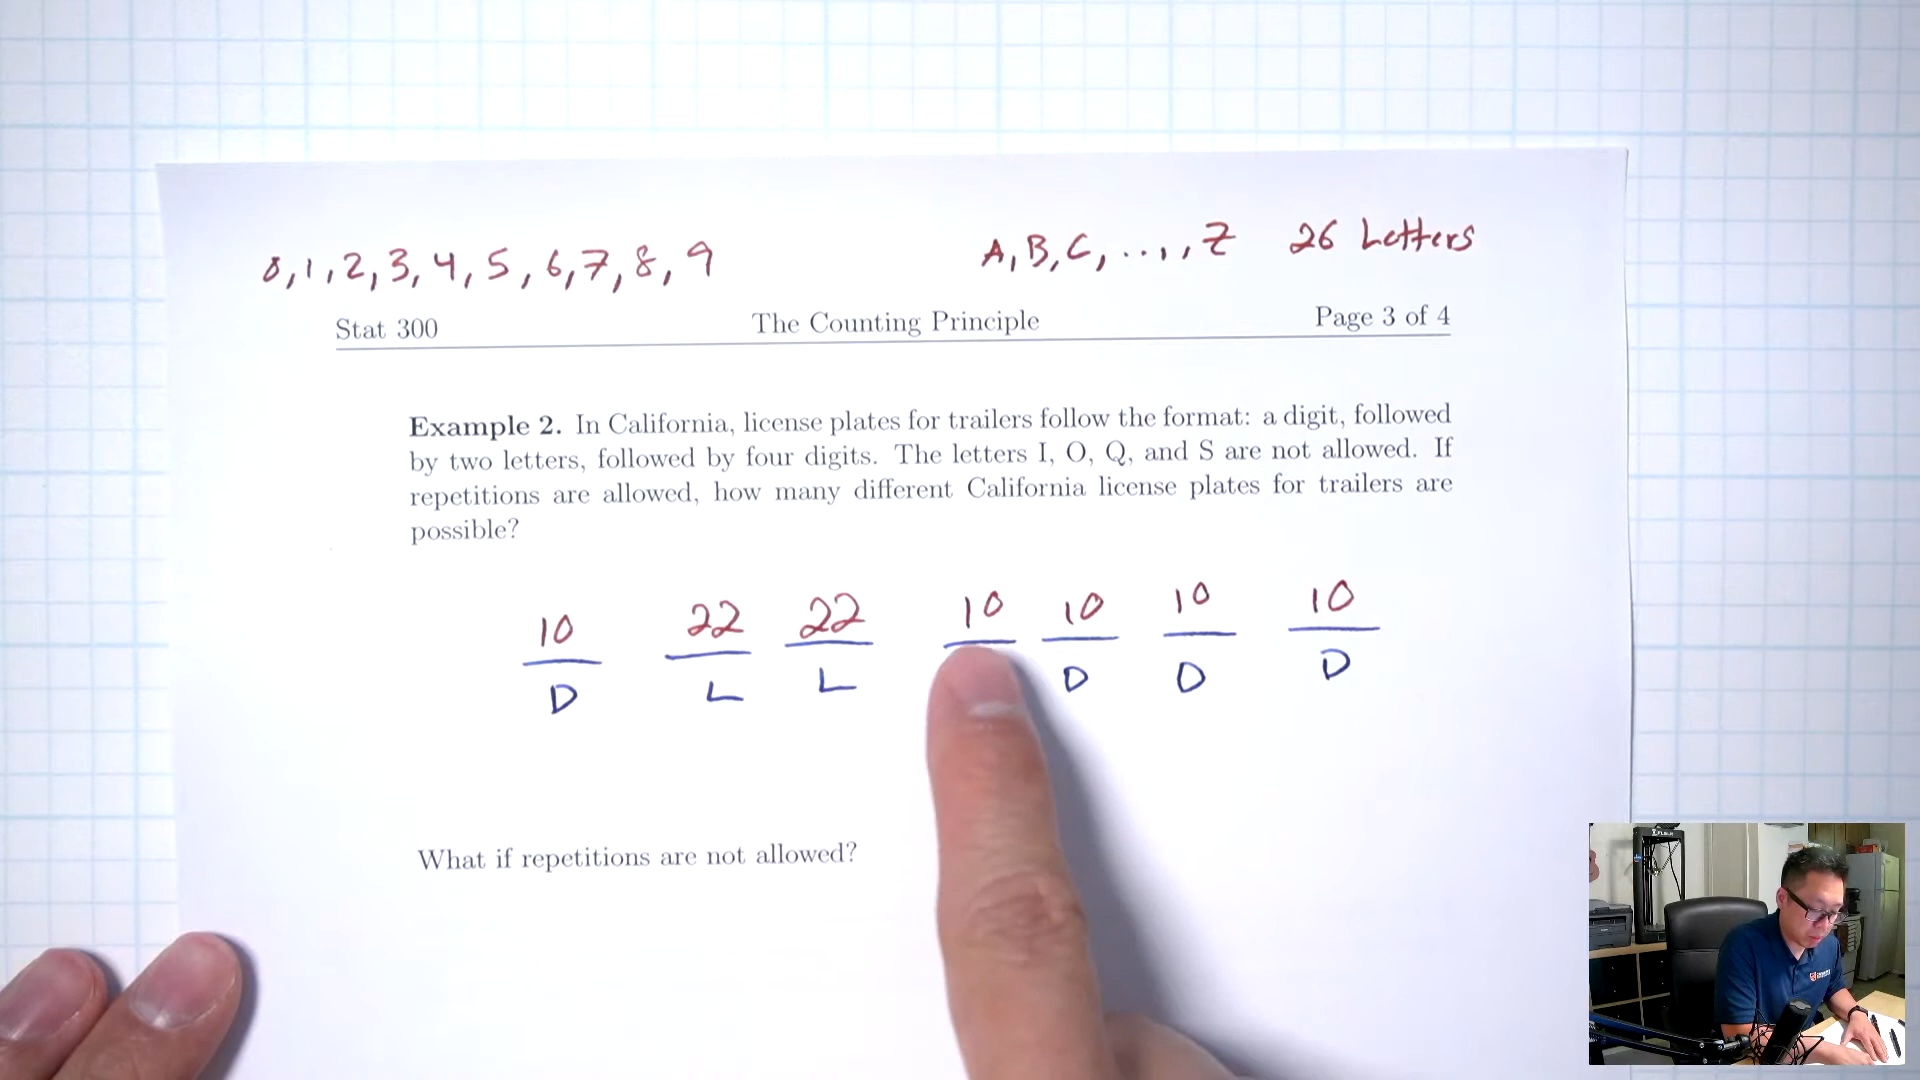 0, 1, 2, 3, 4, 5, 6, 7, 8, 9
A, B, C, ..., Z 26 Letters
Stat 300 The Counting Principle Page 3 of 4
Example 2. In California, license plates for trailers follow the format: a digit, followed
by two letters, followed by four digits. The letters I, O, Q, and S are not allowed. If
repetitions are allowed, how many different California license plates for trailers are
possible?
10 22 22 10 10 10 10
D L L D D D
What if repetitions are not allowed?